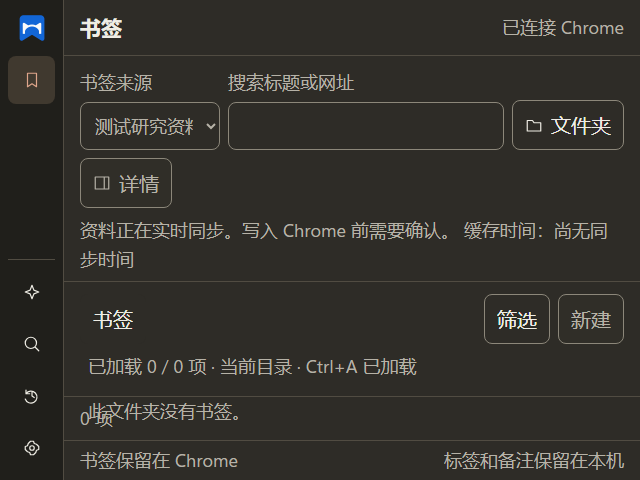 书签
已连接 Chrome
书签来源
搜索标题或网址
测试研究资料
文件夹
详情
资料正在实时同步。写入 Chrome 前需要确认。 缓存时间：尚无同
步时间
书签
筛选
新建
已加载 0 / 0 项 · 当前目录 · Ctrl+A 已加载
此文件夹没有书签。
0 项
书签保留在 Chrome
标签和备注保留在本机